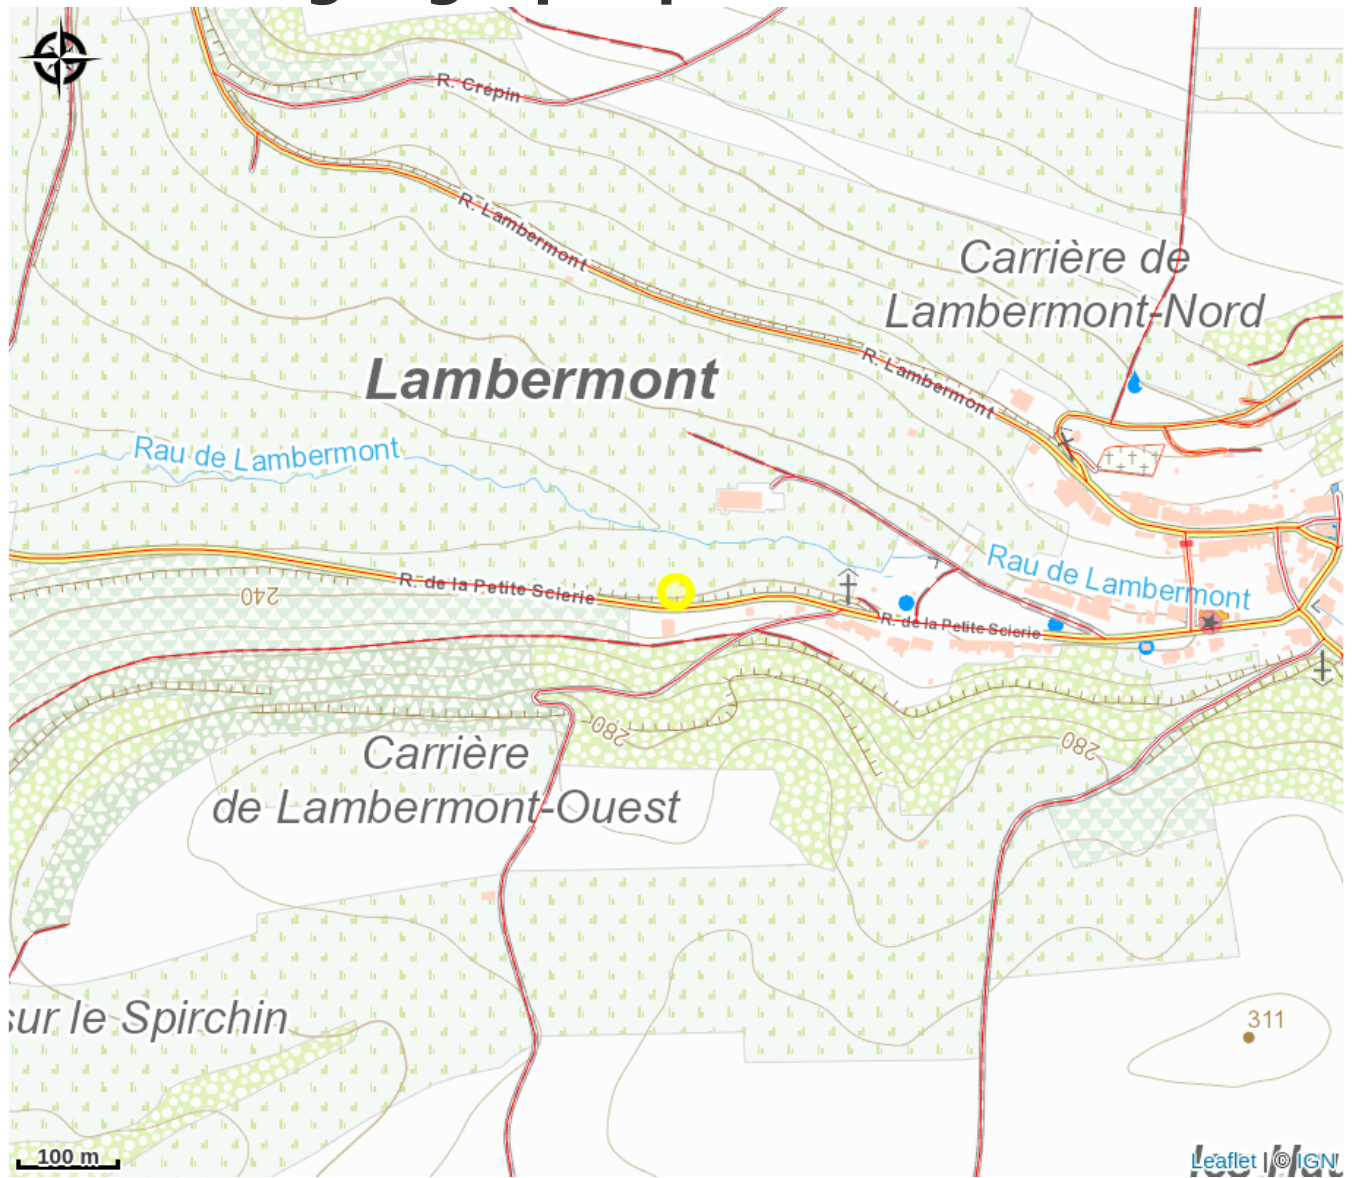 R. Crépin
R. Lambermont
Carrière de
Lambermont-Nord
R. Lambermont
Lambermont
Rau de Lambermont
Rau de Lambermont
R. de la Petite Scierie
240
R. de la Petite Scierie
280
280
Carrière
de Lambermont-Ouest
sur le Spirchin
311
100 m
Leaflet | © IGN